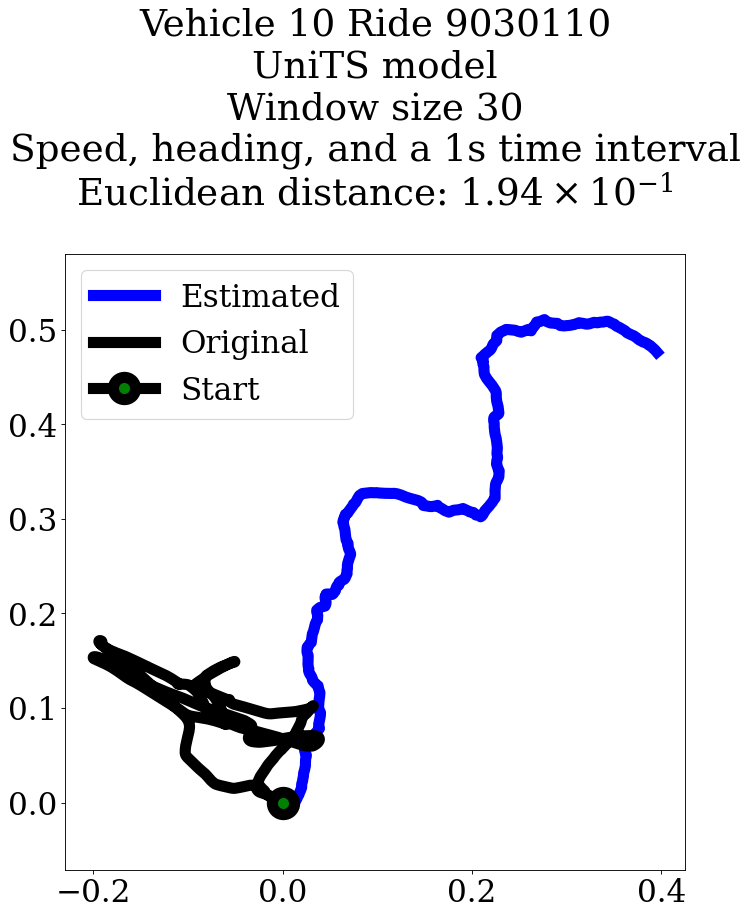 Vehicle 10 Ride 9030110
UniTS model
Window size 30
Speed, heading, and a 1s time interval
Euclidean distance: 1.94 × 10⁻¹
Estimated
Original
Start
0.5
0.4
0.3
0.2
0.1
0.0
−0.2 0.0 0.2 0.4